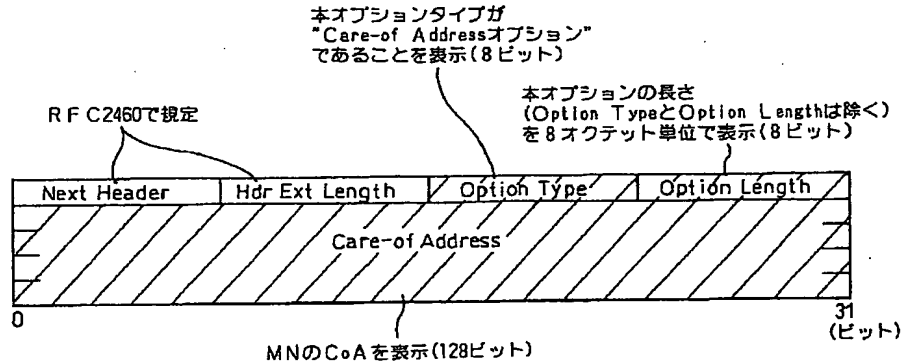 本オプションタイプが
"Care-of Addressオプション"
であることを表示(8ビット)
本オプションの長さ
(Option TypeとOption Lengthは除く)
を8オクテット単位で表示(8ビット)
RFC2460で規定
Next Header
Hdr Ext Length
Option Type
Option Length
Care-of Address
0
31
(ビット)
MNのCoAを表示(128ビット)